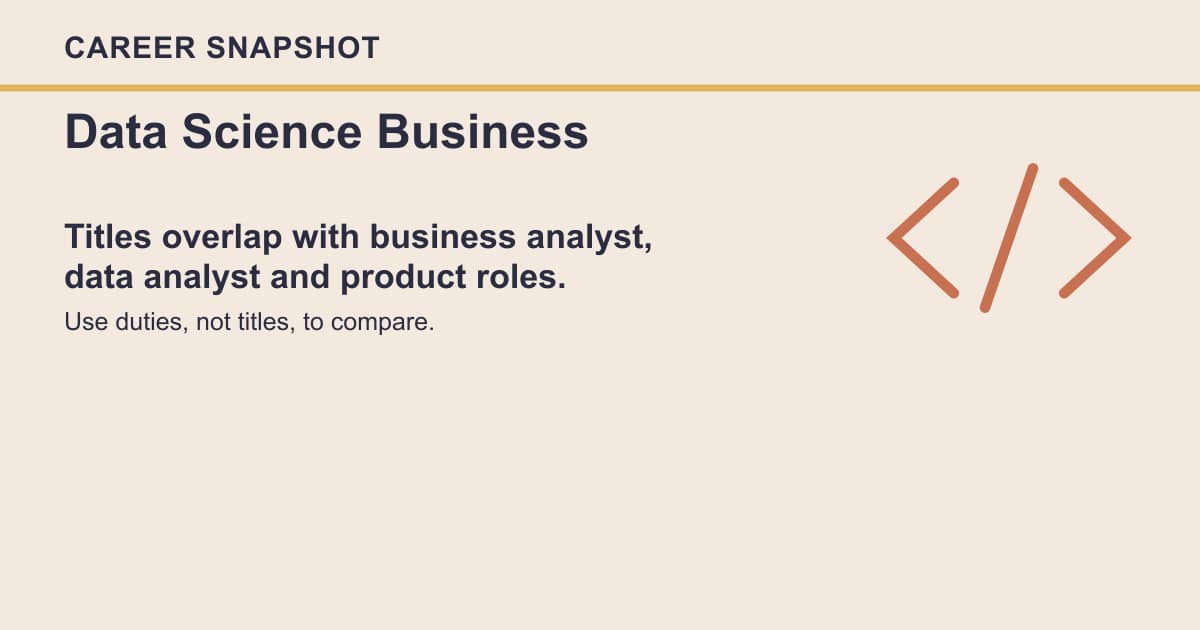 CAREER SNAPSHOT
Data Science Business
Titles overlap with business analyst,
data analyst and product roles.
Use duties, not titles, to compare.